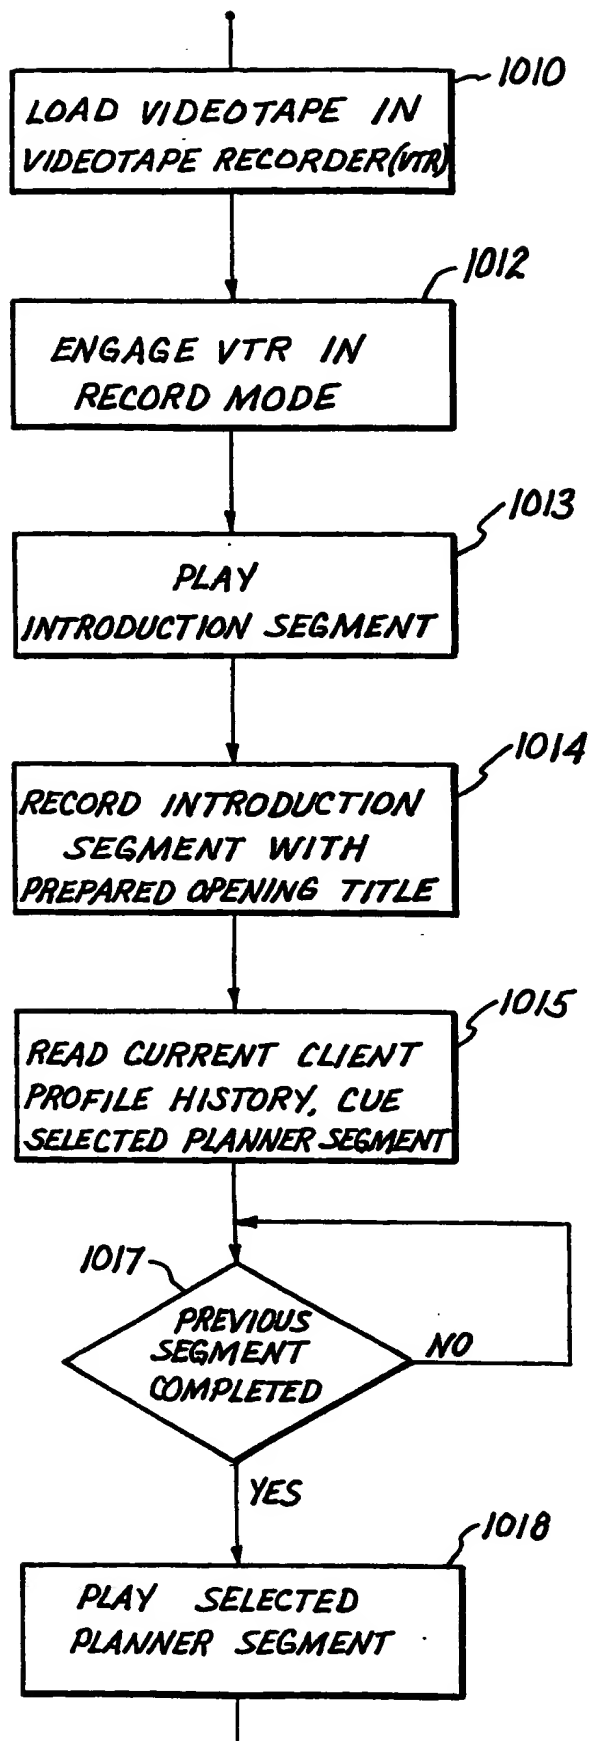 1010
LOAD VIDEOTAPE IN
VIDEOTAPE RECORDER(VTR)
1012
ENGAGE VTR IN
RECORD MODE
1013
PLAY
INTRODUCTION SEGMENT
1014
RECORD INTRODUCTION
SEGMENT WITH
PREPARED OPENING TITLE
1015
READ CURRENT CLIENT
PROFILE HISTORY, CUE
SELECTED PLANNER SEGMENT
1017
PREVIOUS
SEGMENT
COMPLETED
NO
YES
1018
PLAY SELECTED
PLANNER SEGMENT